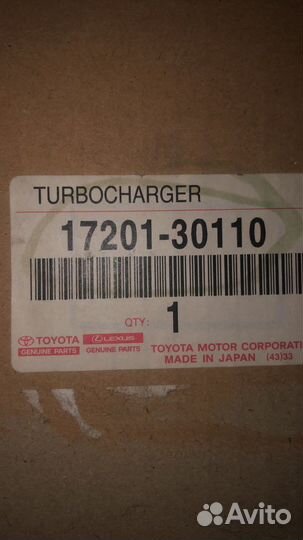 TURBOCHARGER
17201-30110
QTY: 1
TOYOTA LEXUS
GENUINE PARTS GENUINE PARTS
TOYOTA MOTOR CORPORATI
MADE IN JAPAN (43)33
Avito